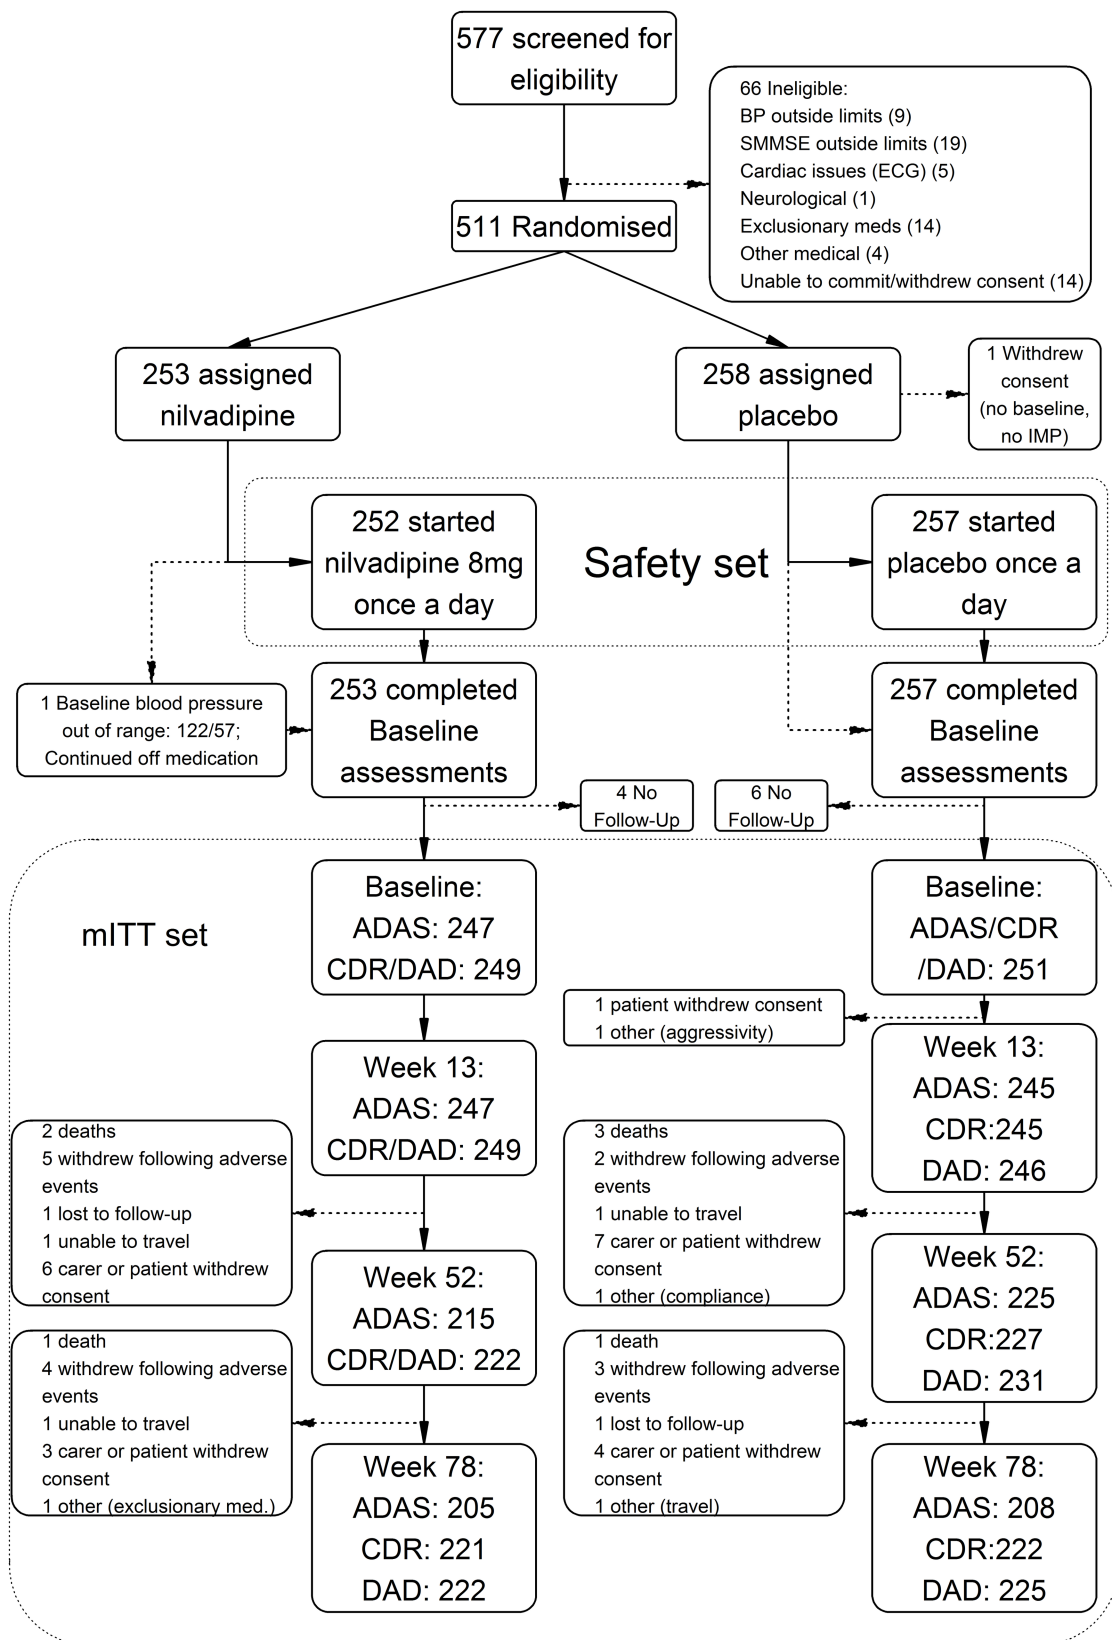 577 screened for
eligibility
66 Ineligible:
BP outside limits (9)
SMMSE outside limits (19)
Cardiac issues (ECG) (5)
Neurological (1)
Exclusionary meds (14)
Other medical (4)
Unable to commit/withdrew consent (14)
511 Randomised
253 assigned
nilvadipine
258 assigned
placebo
1 Withdrew
consent
(no baseline,
no IMP)
252 started
nilvadipine 8mg
once a day
Safety set
257 started
placebo once a
day
1 Baseline blood pressure
out of range: 122/57;
Continued off medication
253 completed
Baseline
assessments
257 completed
Baseline
assessments
4 No
Follow-Up
6 No
Follow-Up
mITT set
Baseline:
ADAS: 247
CDR/DAD: 249
Baseline:
ADAS/CDR
/DAD: 251
1 patient withdrew consent
1 other (aggressivity)
Week 13:
ADAS: 247
CDR/DAD: 249
Week 13:
ADAS: 245
CDR:245
DAD: 246
2 deaths
5 withdrew following adverse
events
1 lost to follow-up
1 unable to travel
6 carer or patient withdrew
consent
3 deaths
2 withdrew following adverse
events
1 unable to travel
7 carer or patient withdrew
consent
1 other (compliance)
Week 52:
ADAS: 215
CDR/DAD: 222
Week 52:
ADAS: 225
CDR:227
DAD: 231
1 death
4 withdrew following adverse
events
1 unable to travel
3 carer or patient withdrew
consent
1 other (exclusionary med.)
1 death
3 withdrew following adverse
events
1 lost to follow-up
4 carer or patient withdrew
consent
1 other (travel)
Week 78:
ADAS: 205
CDR: 221
DAD: 222
Week 78:
ADAS: 208
CDR:222
DAD: 225